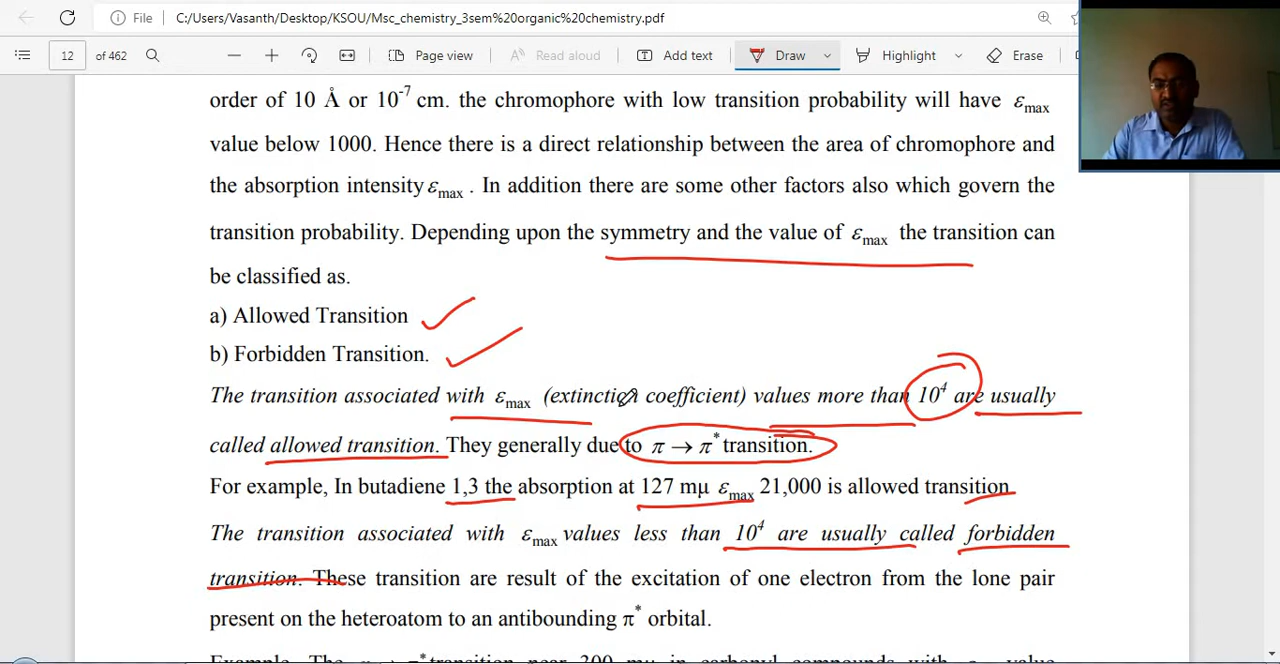 File C:/Users/Vasanth/Desktop/KSOU/Msc_chemistry_3sem%20organic%20chemistry.pdf
12 of 462 Page view Read aloud Add text Draw Highlight Erase
order of 10 Å or 10⁻⁷ cm. the chromophore with low transition probability will have εmax
value below 1000. Hence there is a direct relationship between the area of chromophore and
the absorption intensity εmax . In addition there are some other factors also which govern the
transition probability. Depending upon the symmetry and the value of εmax the transition can
be classified as.
a) Allowed Transition
b) Forbidden Transition.
The transition associated with εmax (extinction coefficient) values more than 10⁴ are usually
called allowed transition. They generally due to π → π* transition.
For example, In butadiene 1,3 the absorption at 127 mμ εmax 21,000 is allowed transition
The transition associated with εmax values less than 10⁴ are usually called forbidden
transition. These transition are result of the excitation of one electron from the lone pair
present on the heteroatom to an antibounding π* orbital.